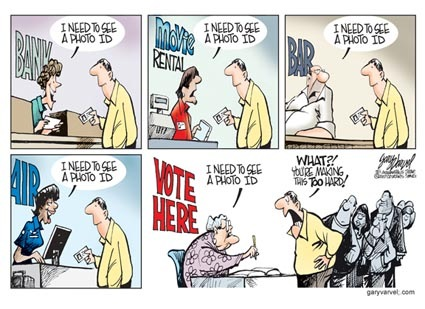 BANK
I NEED TO SEE
A PHOTO ID
MOVIE
RENTAL
I NEED TO SEE
A PHOTO ID
BAR
I NEED TO SEE
A PHOTO ID
Gary Varvel
AIR
I NEED TO SEE
A PHOTO ID
VOTE
HERE
I NEED TO SEE
A PHOTO ID
WHAT?!
YOU'RE MAKING
THIS TOO HARD!
garyvarvel.com